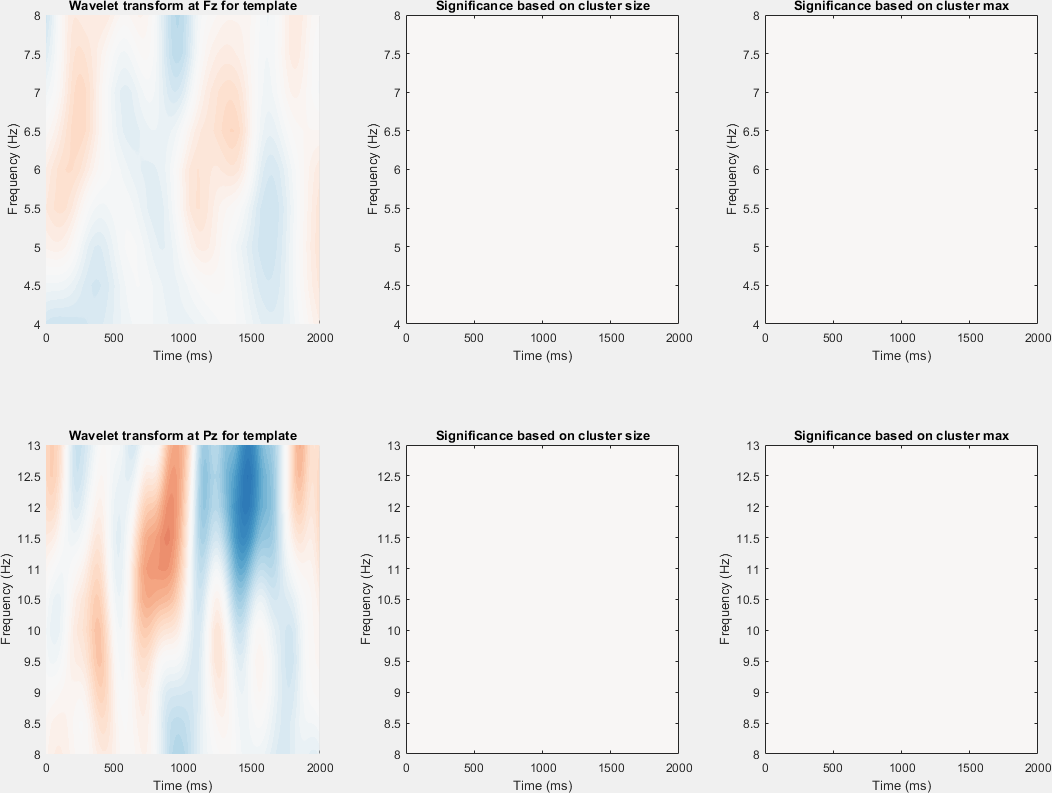 Wavelet transform at Fz for template
8
7.5
7
6.5
6
5.5
5
4.5
4
Frequency (Hz)
0 500 1000 1500 2000
Time (ms)
Significance based on cluster size
8
7.5
7
6.5
6
5.5
5
4.5
4
Frequency (Hz)
0 500 1000 1500 2000
Time (ms)
Significance based on cluster max
8
7.5
7
6.5
6
5.5
5
4.5
4
Frequency (Hz)
0 500 1000 1500 2000
Time (ms)
Wavelet transform at Pz for template
13
12.5
12
11.5
11
10.5
10
9.5
9
8.5
8
Frequency (Hz)
0 500 1000 1500 2000
Time (ms)
Significance based on cluster size
13
12.5
12
11.5
11
10.5
10
9.5
9
8.5
8
Frequency (Hz)
0 500 1000 1500 2000
Time (ms)
Significance based on cluster max
13
12.5
12
11.5
11
10.5
10
9.5
9
8.5
8
Frequency (Hz)
0 500 1000 1500 2000
Time (ms)